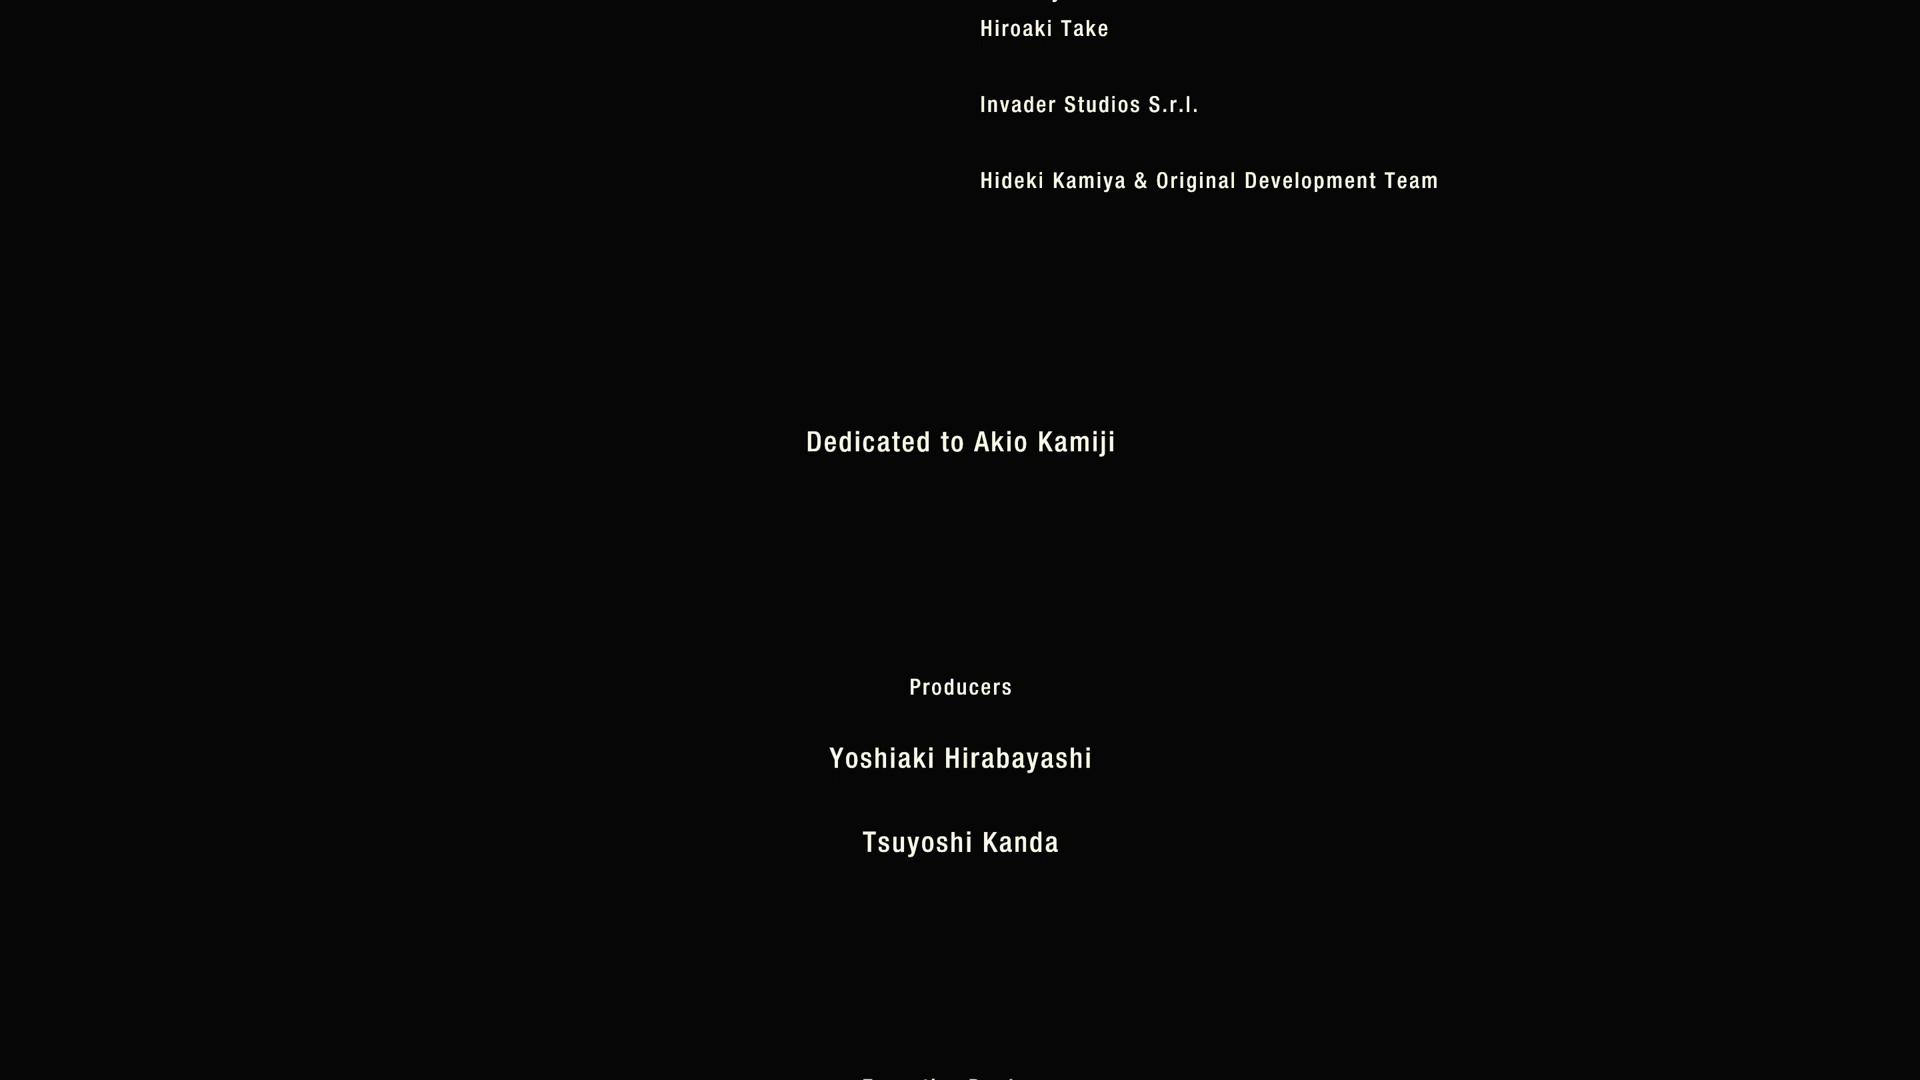 Hiroaki Take
Invader Studios S.r.l.
Hideki Kamiya & Original Development Team
Dedicated to Akio Kamiji
Producers
Yoshiaki Hirabayashi
Tsuyoshi Kanda